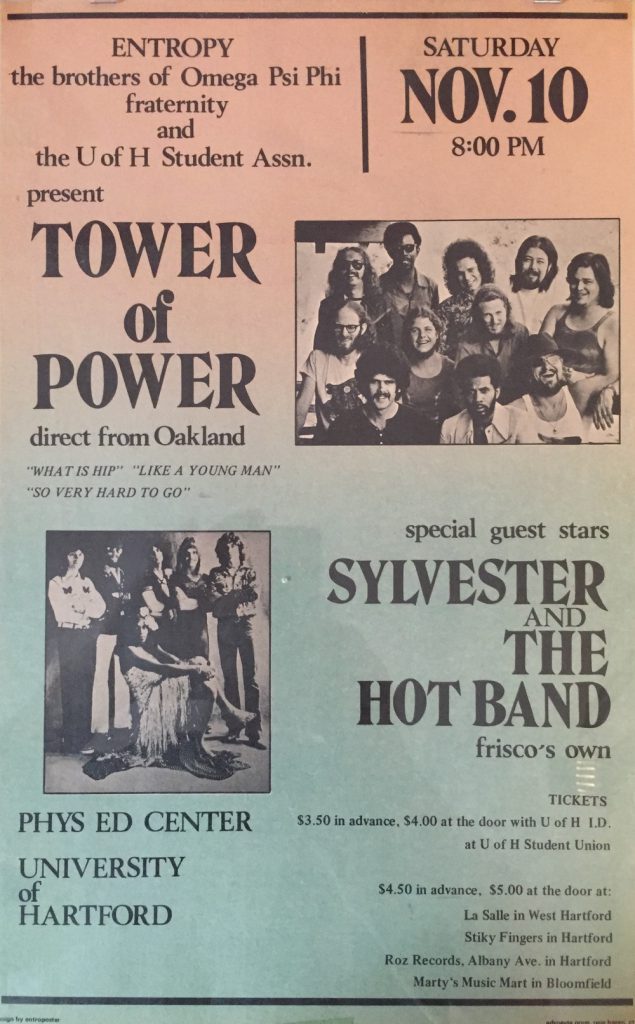 ENTROPY
the brothers of Omega Psi Phi
fraternity
and
the U of H Student Assn.
present
SATURDAY
NOV. 10
8:00 PM
TOWER
of
POWER
direct from Oakland
"WHAT IS HIP" "LIKE A YOUNG MAN"
"SO VERY HARD TO GO"
special guest stars
SYLVESTER
AND
THE
HOT BAND
frisco's own
PHYS ED CENTER
UNIVERSITY
of
HARTFORD
TICKETS
$3.50 in advance, $4.00 at the door with U of H I.D.
at U of H Student Union
$4.50 in advance, $5.00 at the door at:
La Salle in West Hartford
Stiky Fingers in Hartford
Roz Records, Albany Ave. in Hartford
Marty's Music Mart in Bloomfield
by entroposter